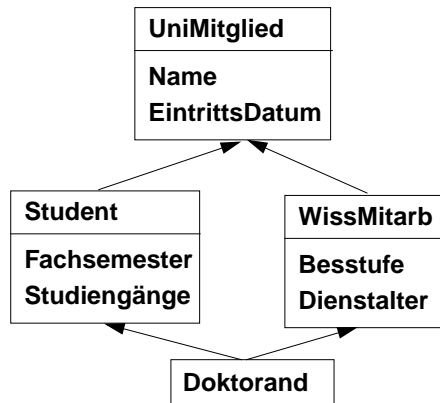 UniMitglied
Name
EintrittsDatum
Student
Fachsemester
Studiengänge
WissMitarb
Besstufe
Dienstalter
Doktorand